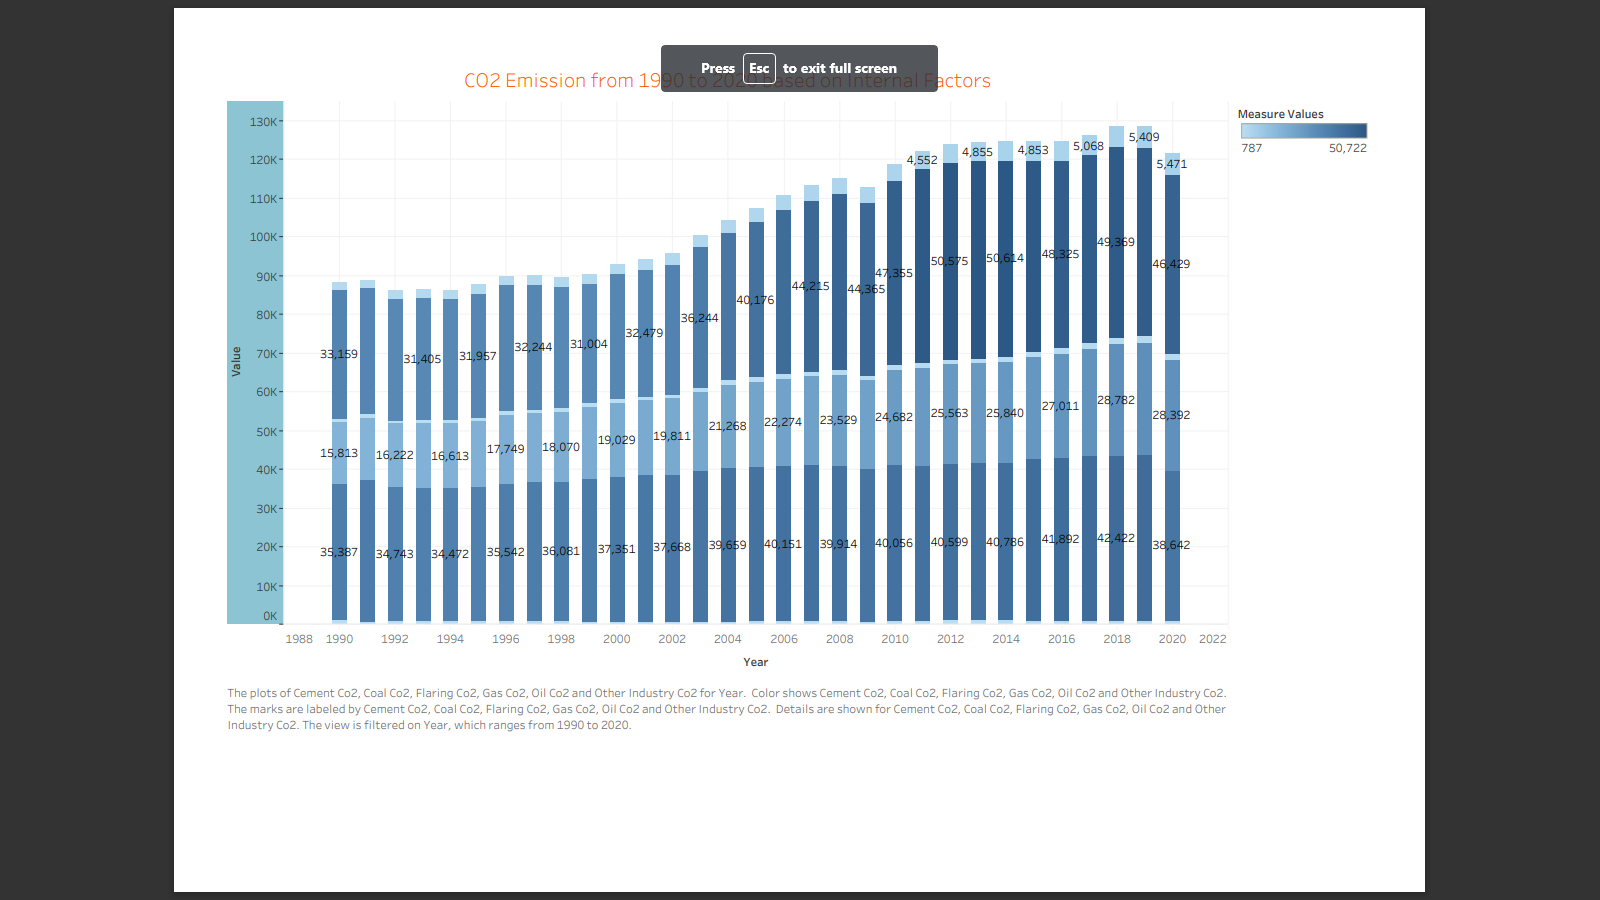 Press Esc to exit full screen
CO2 Emission from 1990 to 2020 based on Internal Factors
Measure Values
787 50,722
Value
130K
120K
110K
100K
90K
80K
70K
60K
50K
40K
30K
20K
10K
0K
4,552 4,855 4,853 5,068 5,409 5,471
33,159 31,405 31,957 32,244 31,004 32,479 36,244 40,176 44,215 44,365 47,355 50,575 50,614 48,325 49,369 46,429
15,813 16,222 16,613 17,749 18,070 19,029 19,811 21,268 22,274 23,529 24,682 25,563 25,840 27,011 28,782 28,392
35,387 34,743 34,472 35,542 36,081 37,351 37,668 39,659 40,151 39,914 40,056 40,599 40,786 41,892 42,422 38,642
1988 1990 1992 1994 1996 1998 2000 2002 2004 2006 2008 2010 2012 2014 2016 2018 2020 2022
Year
The plots of Cement Co2, Coal Co2, Flaring Co2, Gas Co2, Oil Co2 and Other Industry Co2 for Year. Color shows Cement Co2, Coal Co2, Flaring Co2, Gas Co2, Oil Co2 and Other Industry Co2.
The marks are labeled by Cement Co2, Coal Co2, Flaring Co2, Gas Co2, Oil Co2 and Other Industry Co2. Details are shown for Cement Co2, Coal Co2, Flaring Co2, Gas Co2, Oil Co2 and Other
Industry Co2. The view is filtered on Year, which ranges from 1990 to 2020.